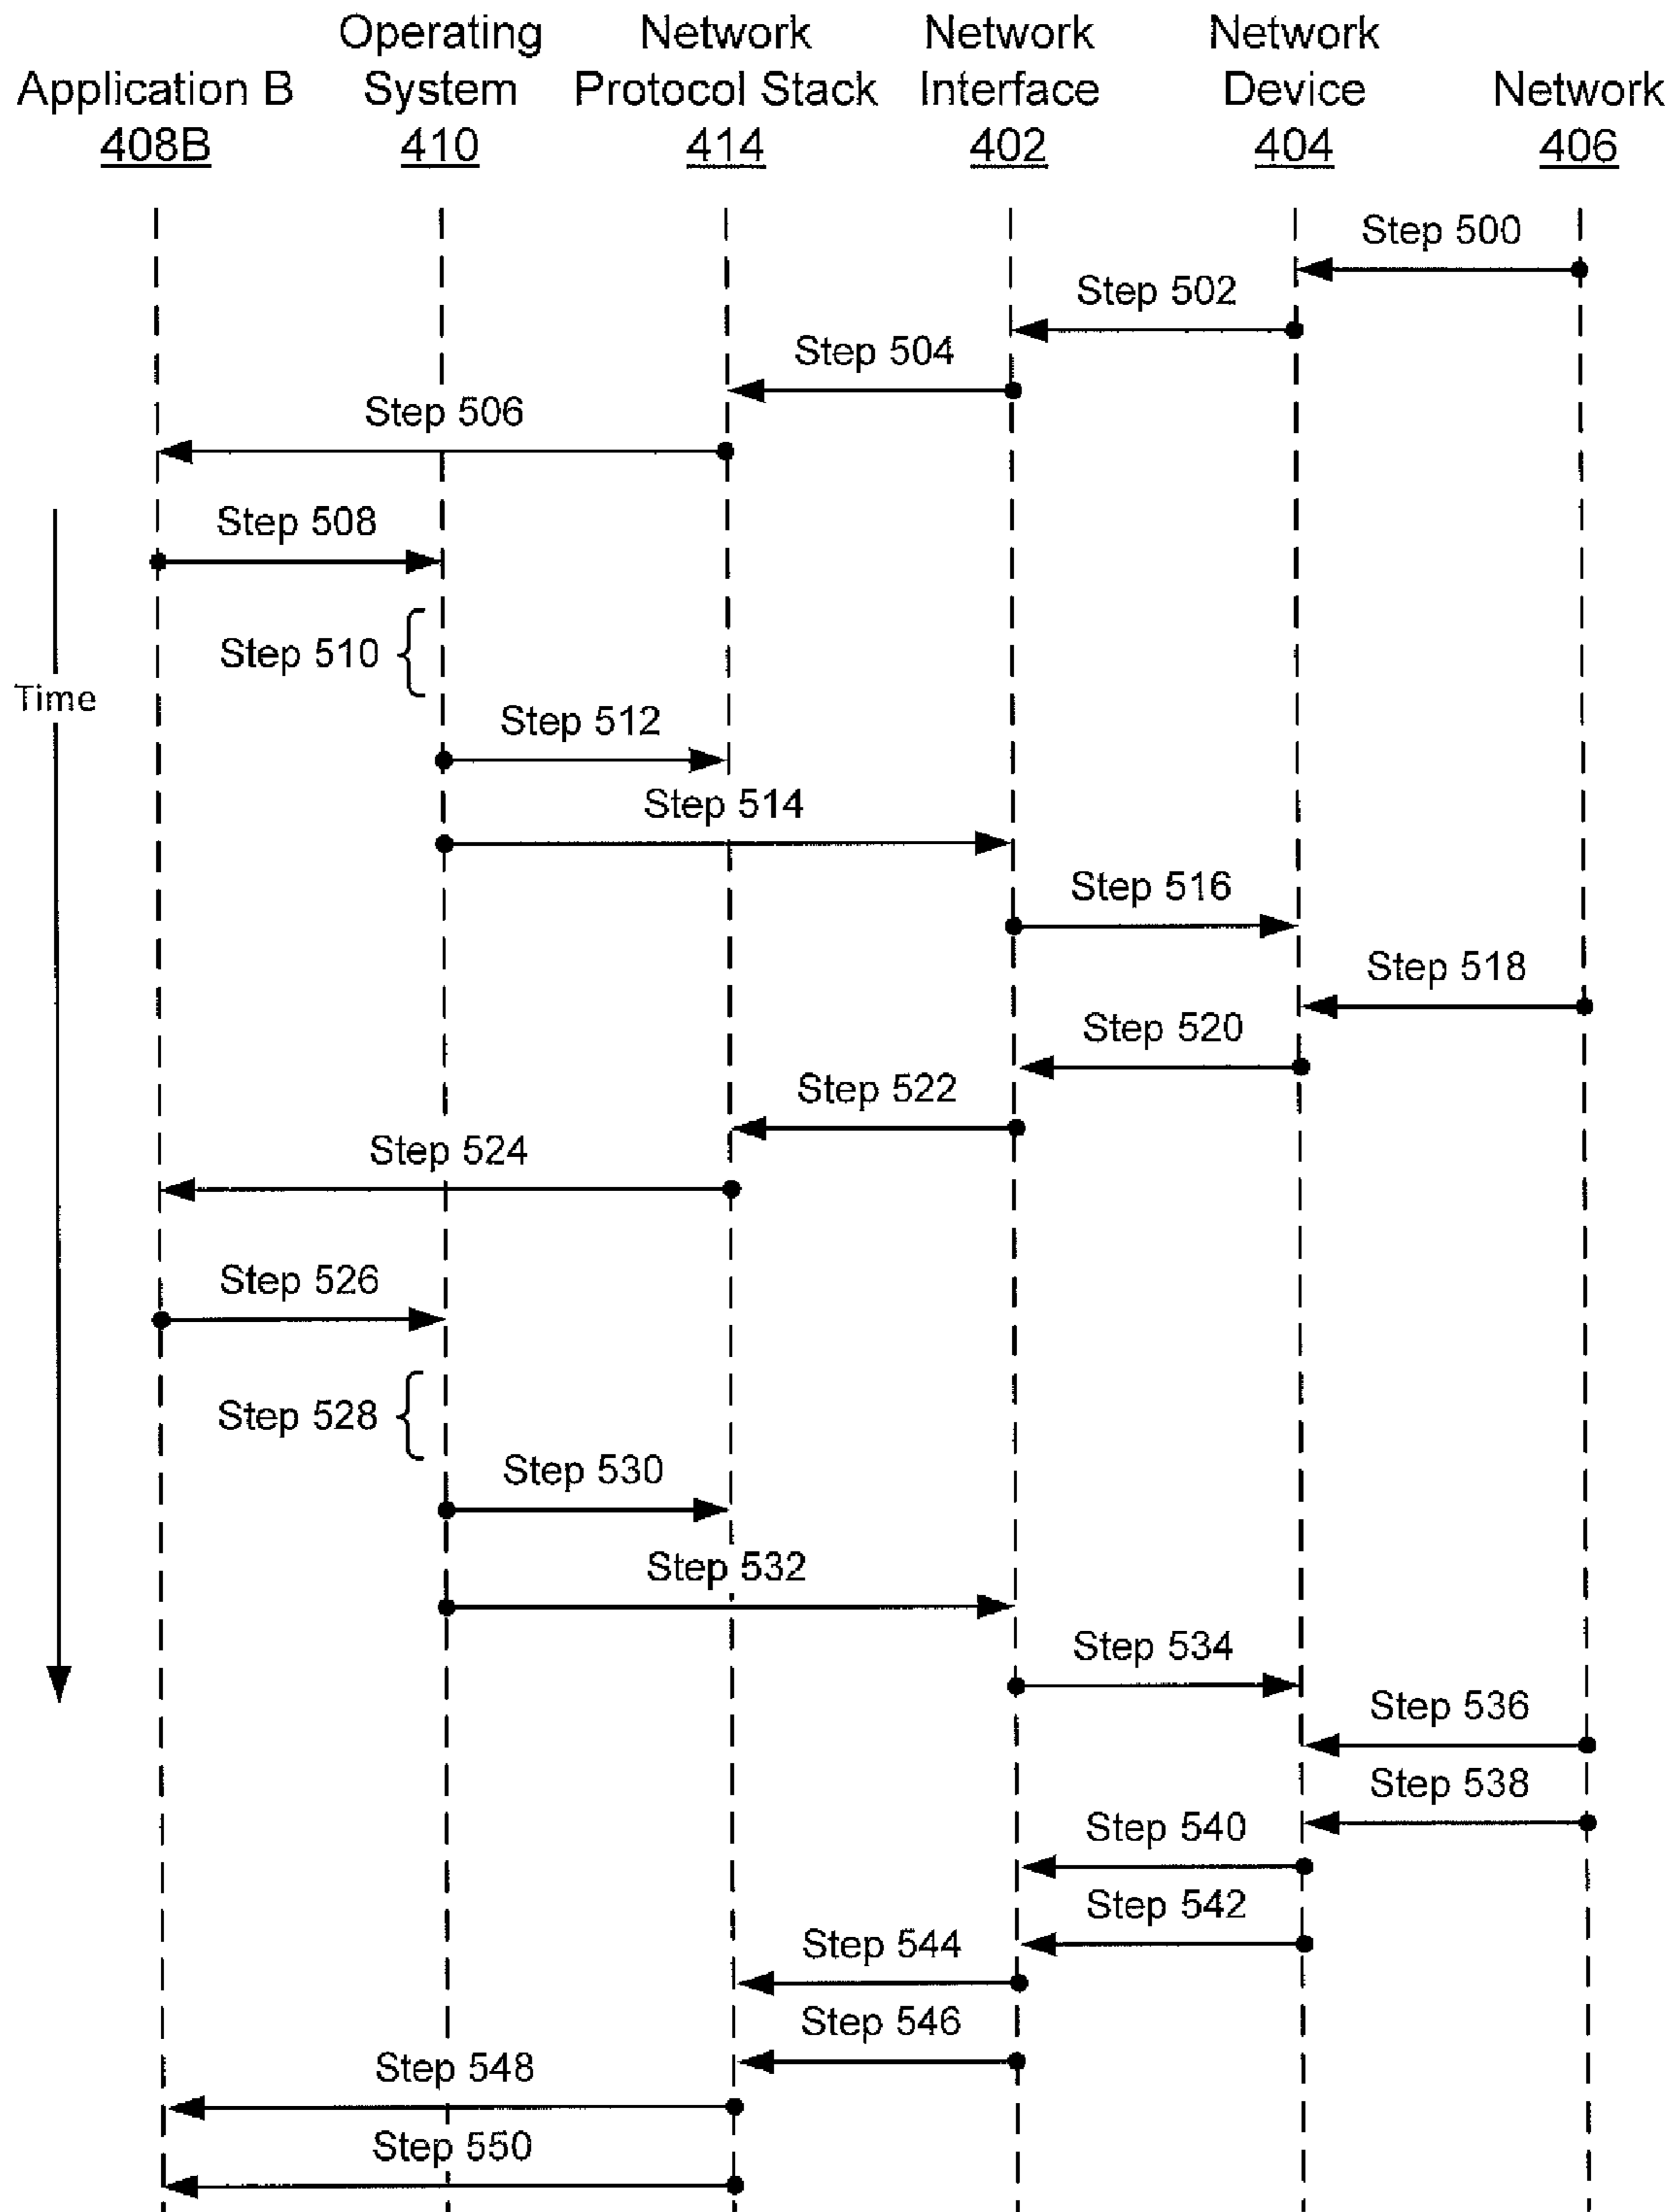 Operating Network Network Network
Application B System Protocol Stack Interface Device Network
408B 410 414 402 404 406
Step 500
Step 502
Step 504
Step 506
Step 508
Step 510
Time
Step 512
Step 514
Step 516
Step 518
Step 520
Step 522
Step 524
Step 526
Step 528
Step 530
Step 532
Step 534
Step 536
Step 538
Step 540
Step 542
Step 544
Step 546
Step 548
Step 550